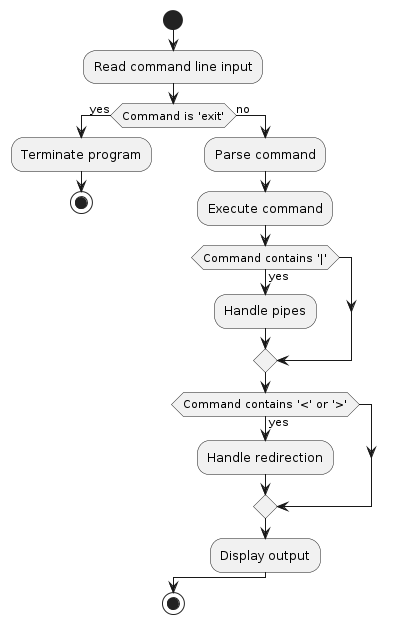 Read command line input
yes
Command is 'exit'
no
Terminate program
Parse command
Execute command
Command contains '|'
yes
Handle pipes
Command contains '<' or '>'
yes
Handle redirection
Display output